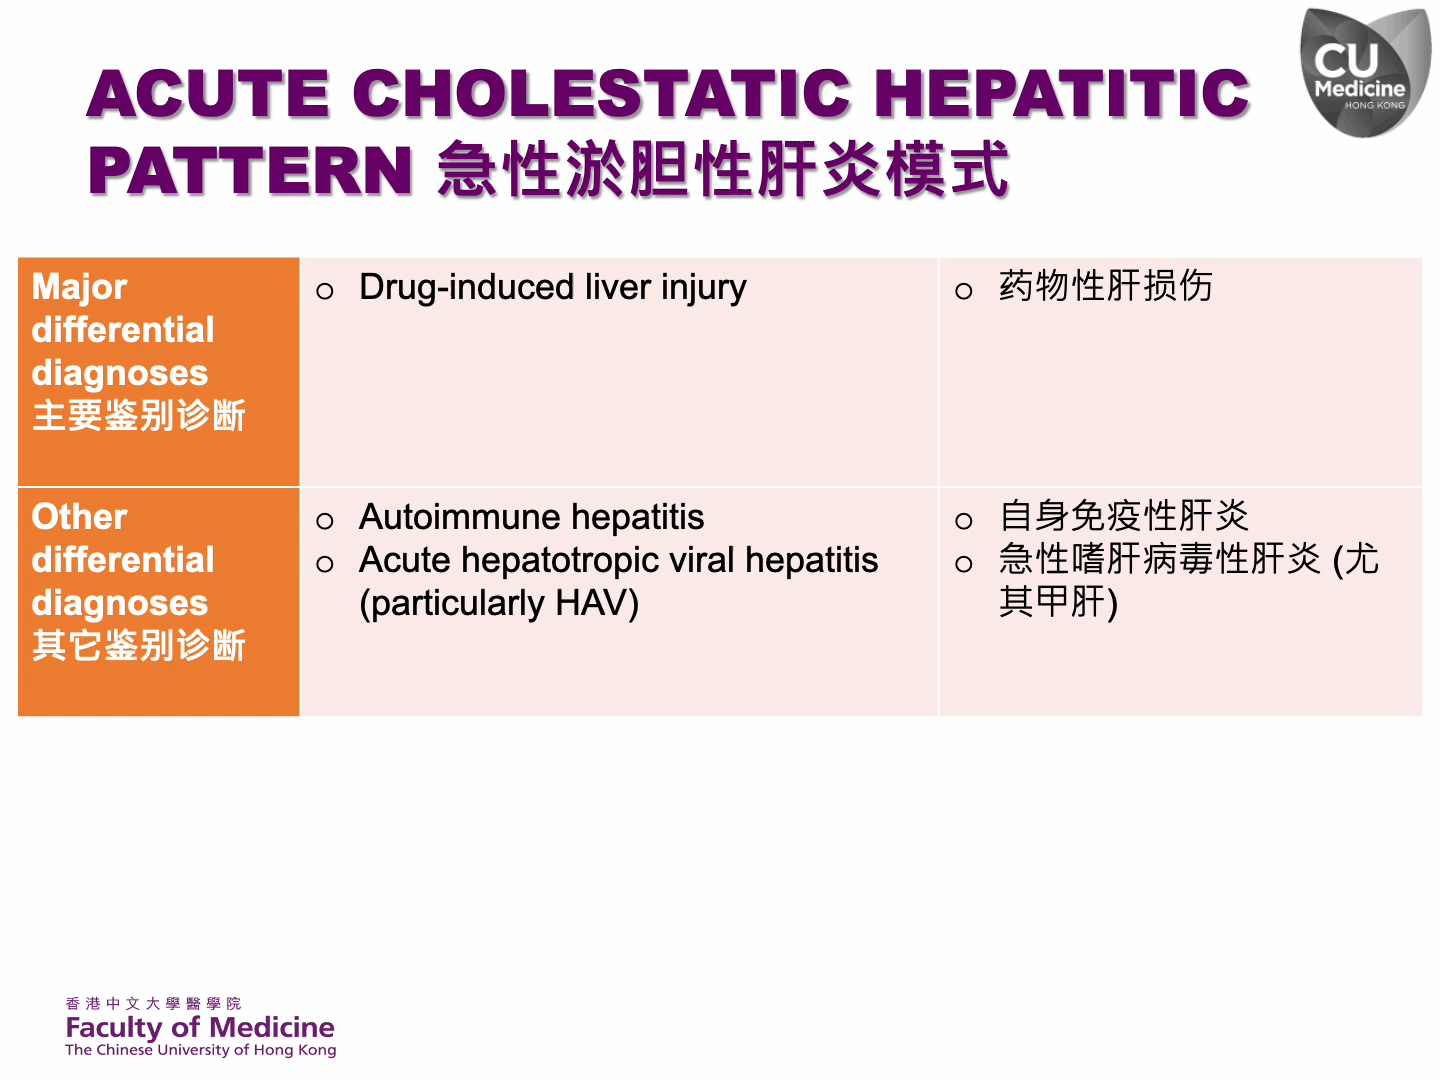 CU
Medicine
HONG KONG
ACUTE CHOLESTATIC HEPATITIC
PATTERN 急性淤胆性肝炎模式
Major
differential
diagnoses
主要鉴别诊断
○ Drug-induced liver injury
○ 药物性肝损伤
Other
differential
diagnoses
其它鉴别诊断
○ Autoimmune hepatitis
○ Acute hepatotropic viral hepatitis
(particularly HAV)
○ 自身免疫性肝炎
○ 急性嗜肝病毒性肝炎 (尤
其甲肝)
香港中文大學醫學院
Faculty of Medicine
The Chinese University of Hong Kong